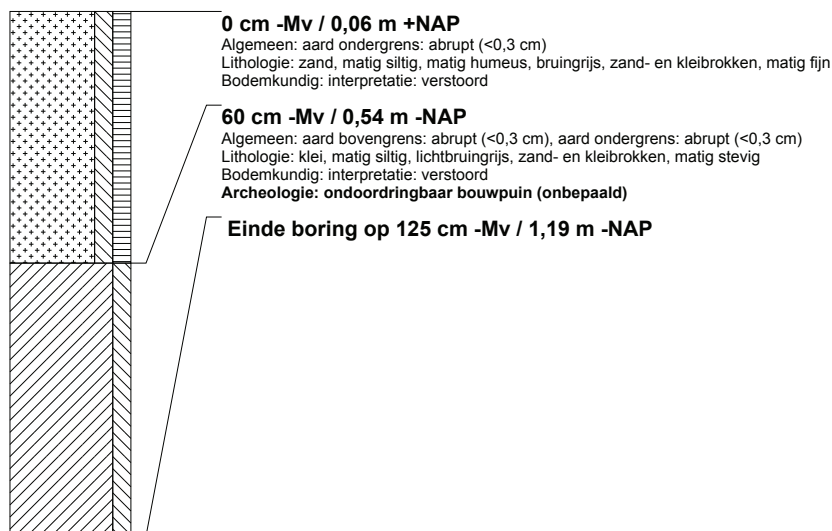 0 cm -Mv / 0,06 m +NAP
Algemeen: aard ondergrens: abrupt (<0,3 cm)
Lithologie: zand, matig siltig, matig humeus, bruingrijs, zand- en kleibrokken, matig fijn
Bodemkundig: interpretatie: verstoord
60 cm -Mv / 0,54 m -NAP
Algemeen: aard bovengrens: abrupt (<0,3 cm), aard ondergrens: abrupt (<0,3 cm)
Lithologie: klei, matig siltig, lichtbruingrijs, zand- en kleibrokken, matig stevig
Bodemkundig: interpretatie: verstoord
Archeologie: ondoordringbaar bouwpuin (onbepaald)
Einde boring op 125 cm -Mv / 1,19 m -NAP